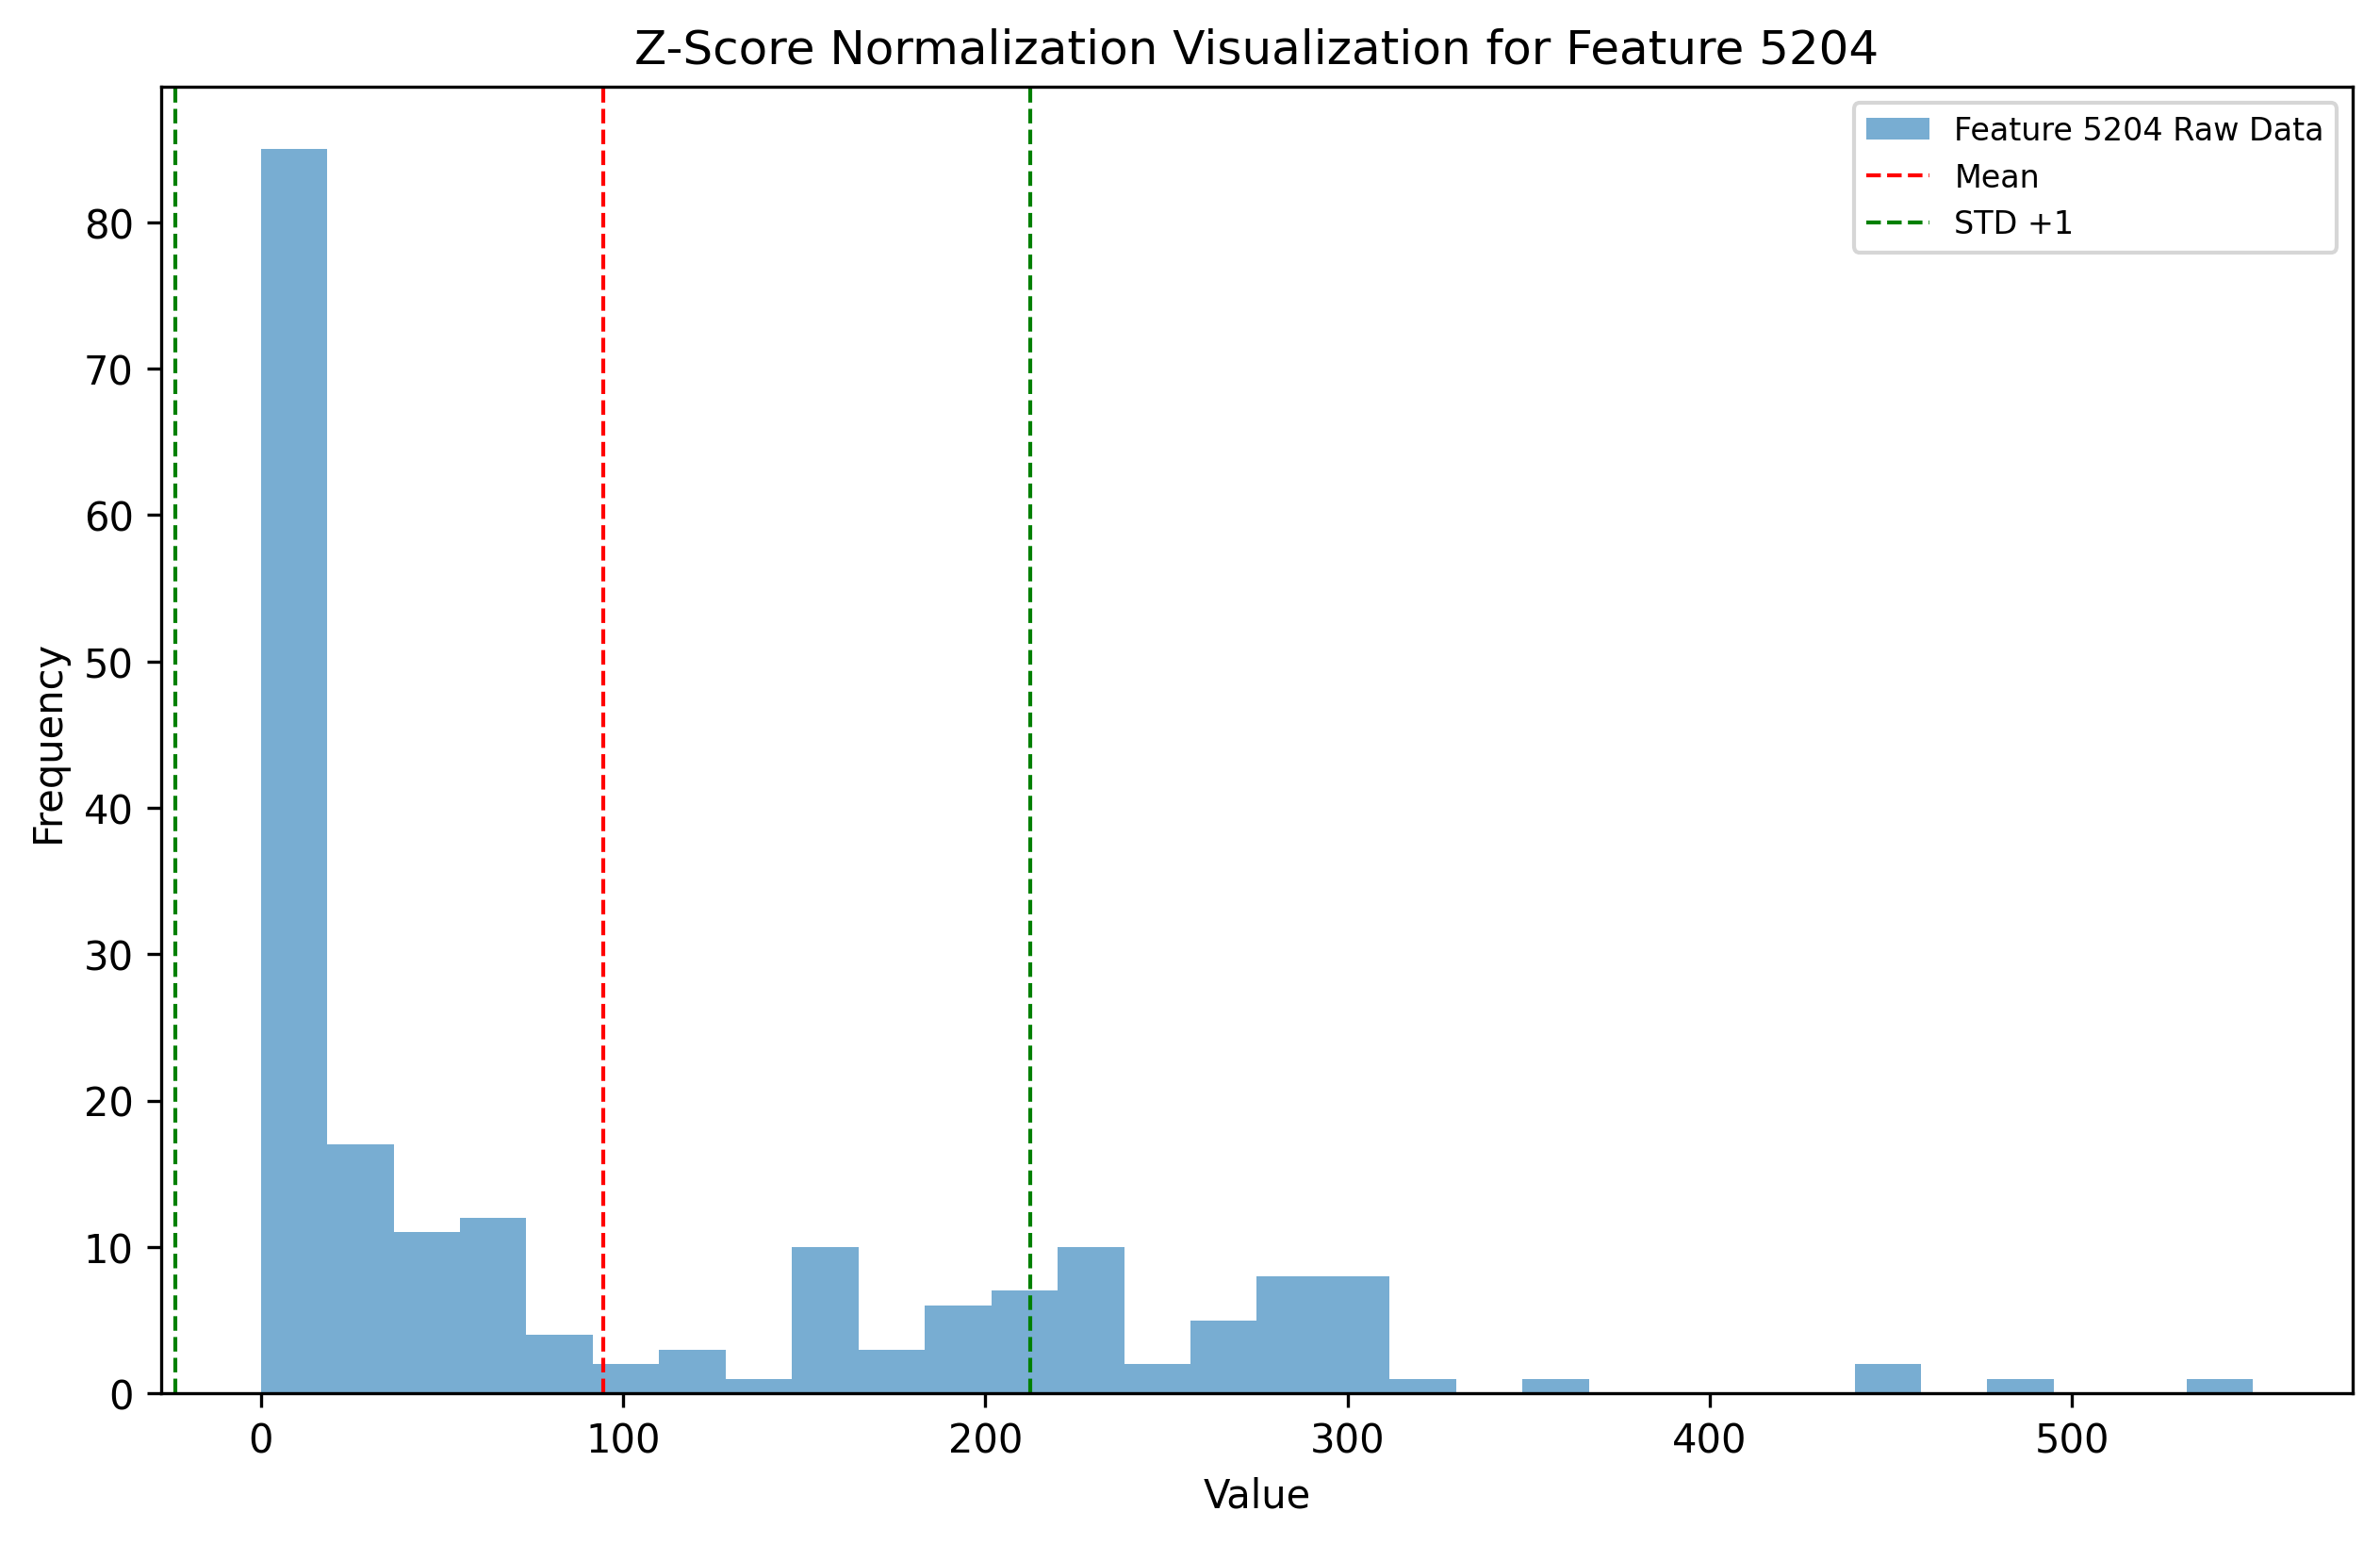 Z-Score Normalization Visualization for Feature 5204
Feature 5204 Raw Data
Mean
STD +1
80
70
60
50
40
30
20
10
0
Frequency
0 100 200 300 400 500
Value